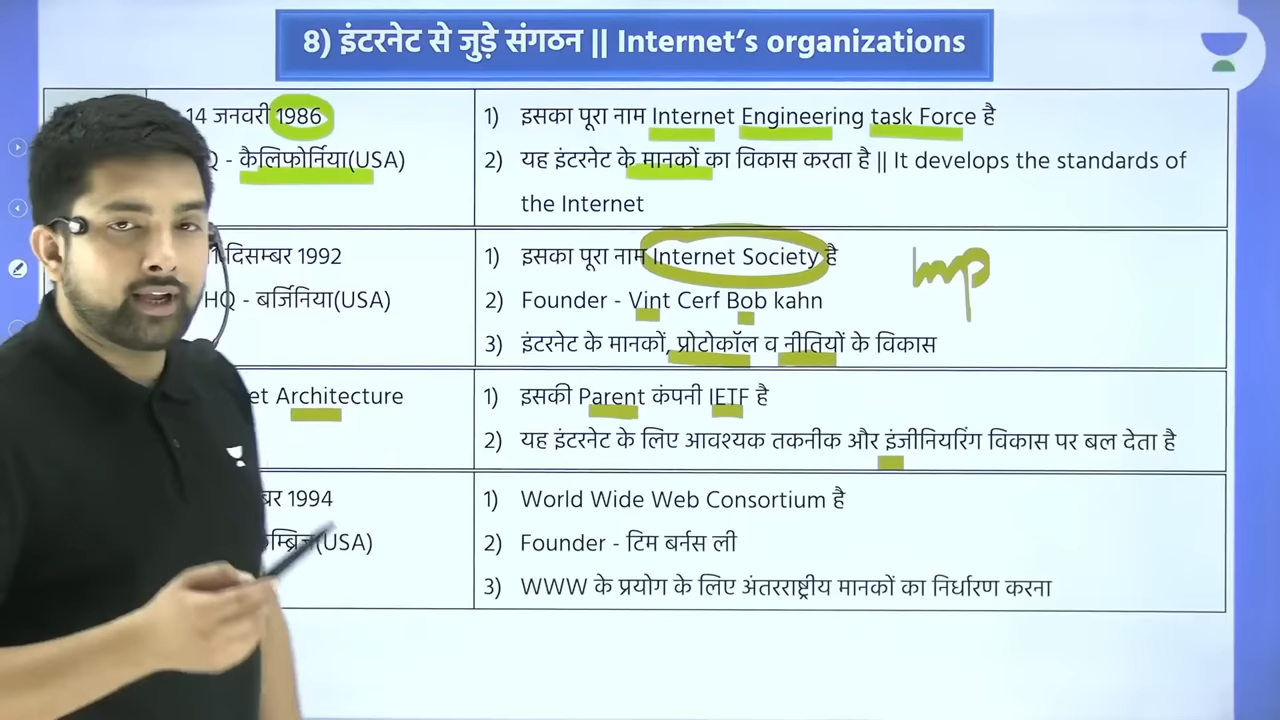 8) इंटरनेट से जुड़े संगठन || Internet’s organizations
14 जनवरी 1986
- कैलिफोर्निया(USA)
1) इसका पूरा नाम Internet Engineering task Force है
2) यह इंटरनेट के मानकों का विकास करता है || It develops the standards of
the Internet
दिसम्बर 1992
HQ - बर्जिनिया(USA)
1) इसका पूरा नाम Internet Society है
2) Founder - Vint Cerf Bob kahn
3) इंटरनेट के मानकों, प्रोटोकॉल व नीतियों के विकास
Imp
Architecture
1) इसकी Parent कंपनी IETF है
2) यह इंटरनेट के लिए आवश्यक तकनीक और इंजीनियरिंग विकास पर बल देता है
1994
(USA)
1) World Wide Web Consortium है
2) Founder - टिम बर्नस ली
3) WWW के प्रयोग के लिए अंतरराष्ट्रीय मानकों का निर्धारण करना